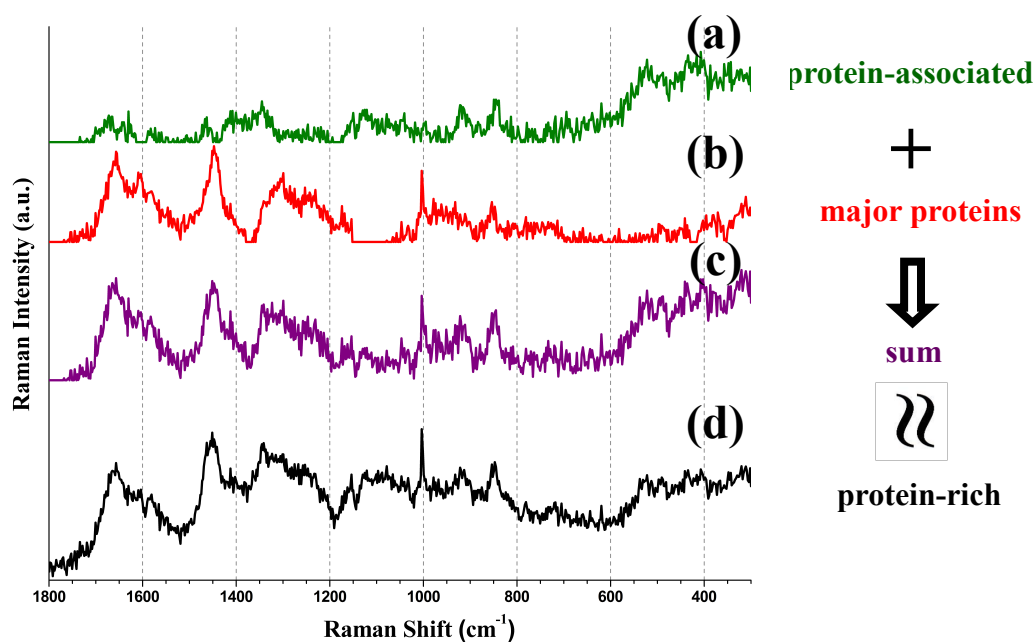 (a)
protein-associated
+
(b)
major proteins
(c)
sum
(d)
≈
protein-rich
Raman Intensity (a.u.)
1800 1600 1400 1200 1000 800 600 400
Raman Shift (cm⁻¹)